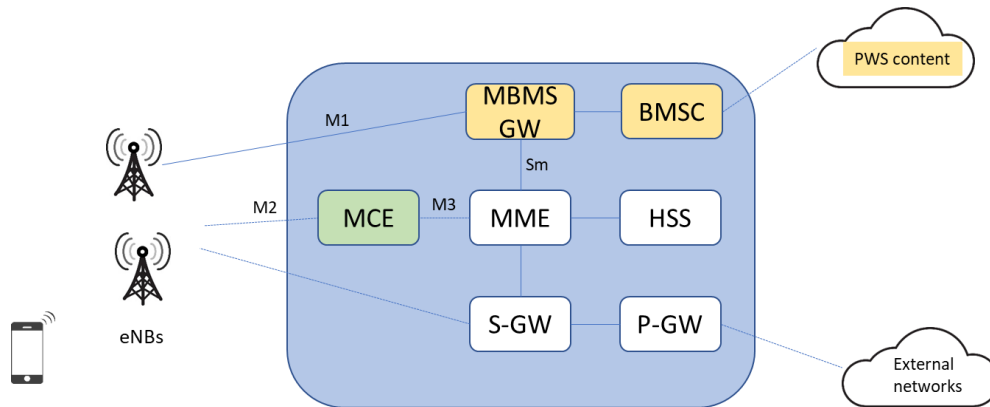 PWS content
MBMS
GW
BMSC
M1
Sm
M2
MCE
M3
MME
HSS
S-GW
P-GW
eNBs
External
networks